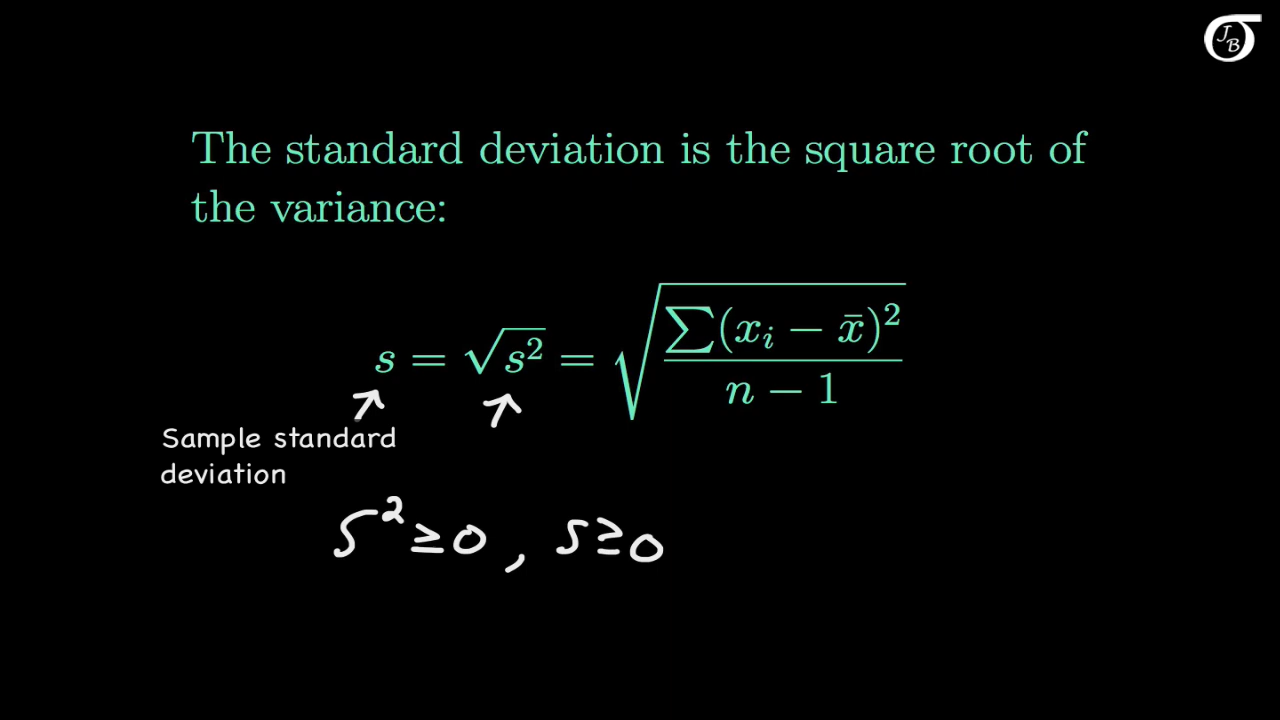 JB
The standard deviation is the square root of
the variance:
s = √s² = √(∑(xᵢ − x̄)² / (n − 1))
Sample standard
deviation
s² ≥ 0 , s ≥ 0